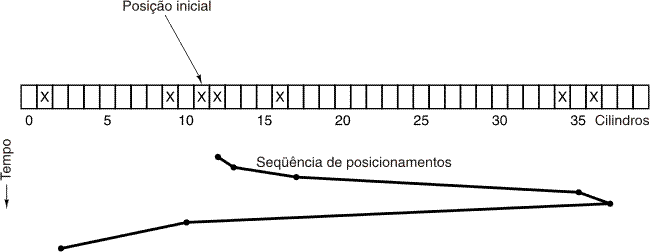 Posição inicial
X X X X X X X
0 5 10 15 20 25 30 35 Cilindros
Tempo
Seqüência de posicionamentos